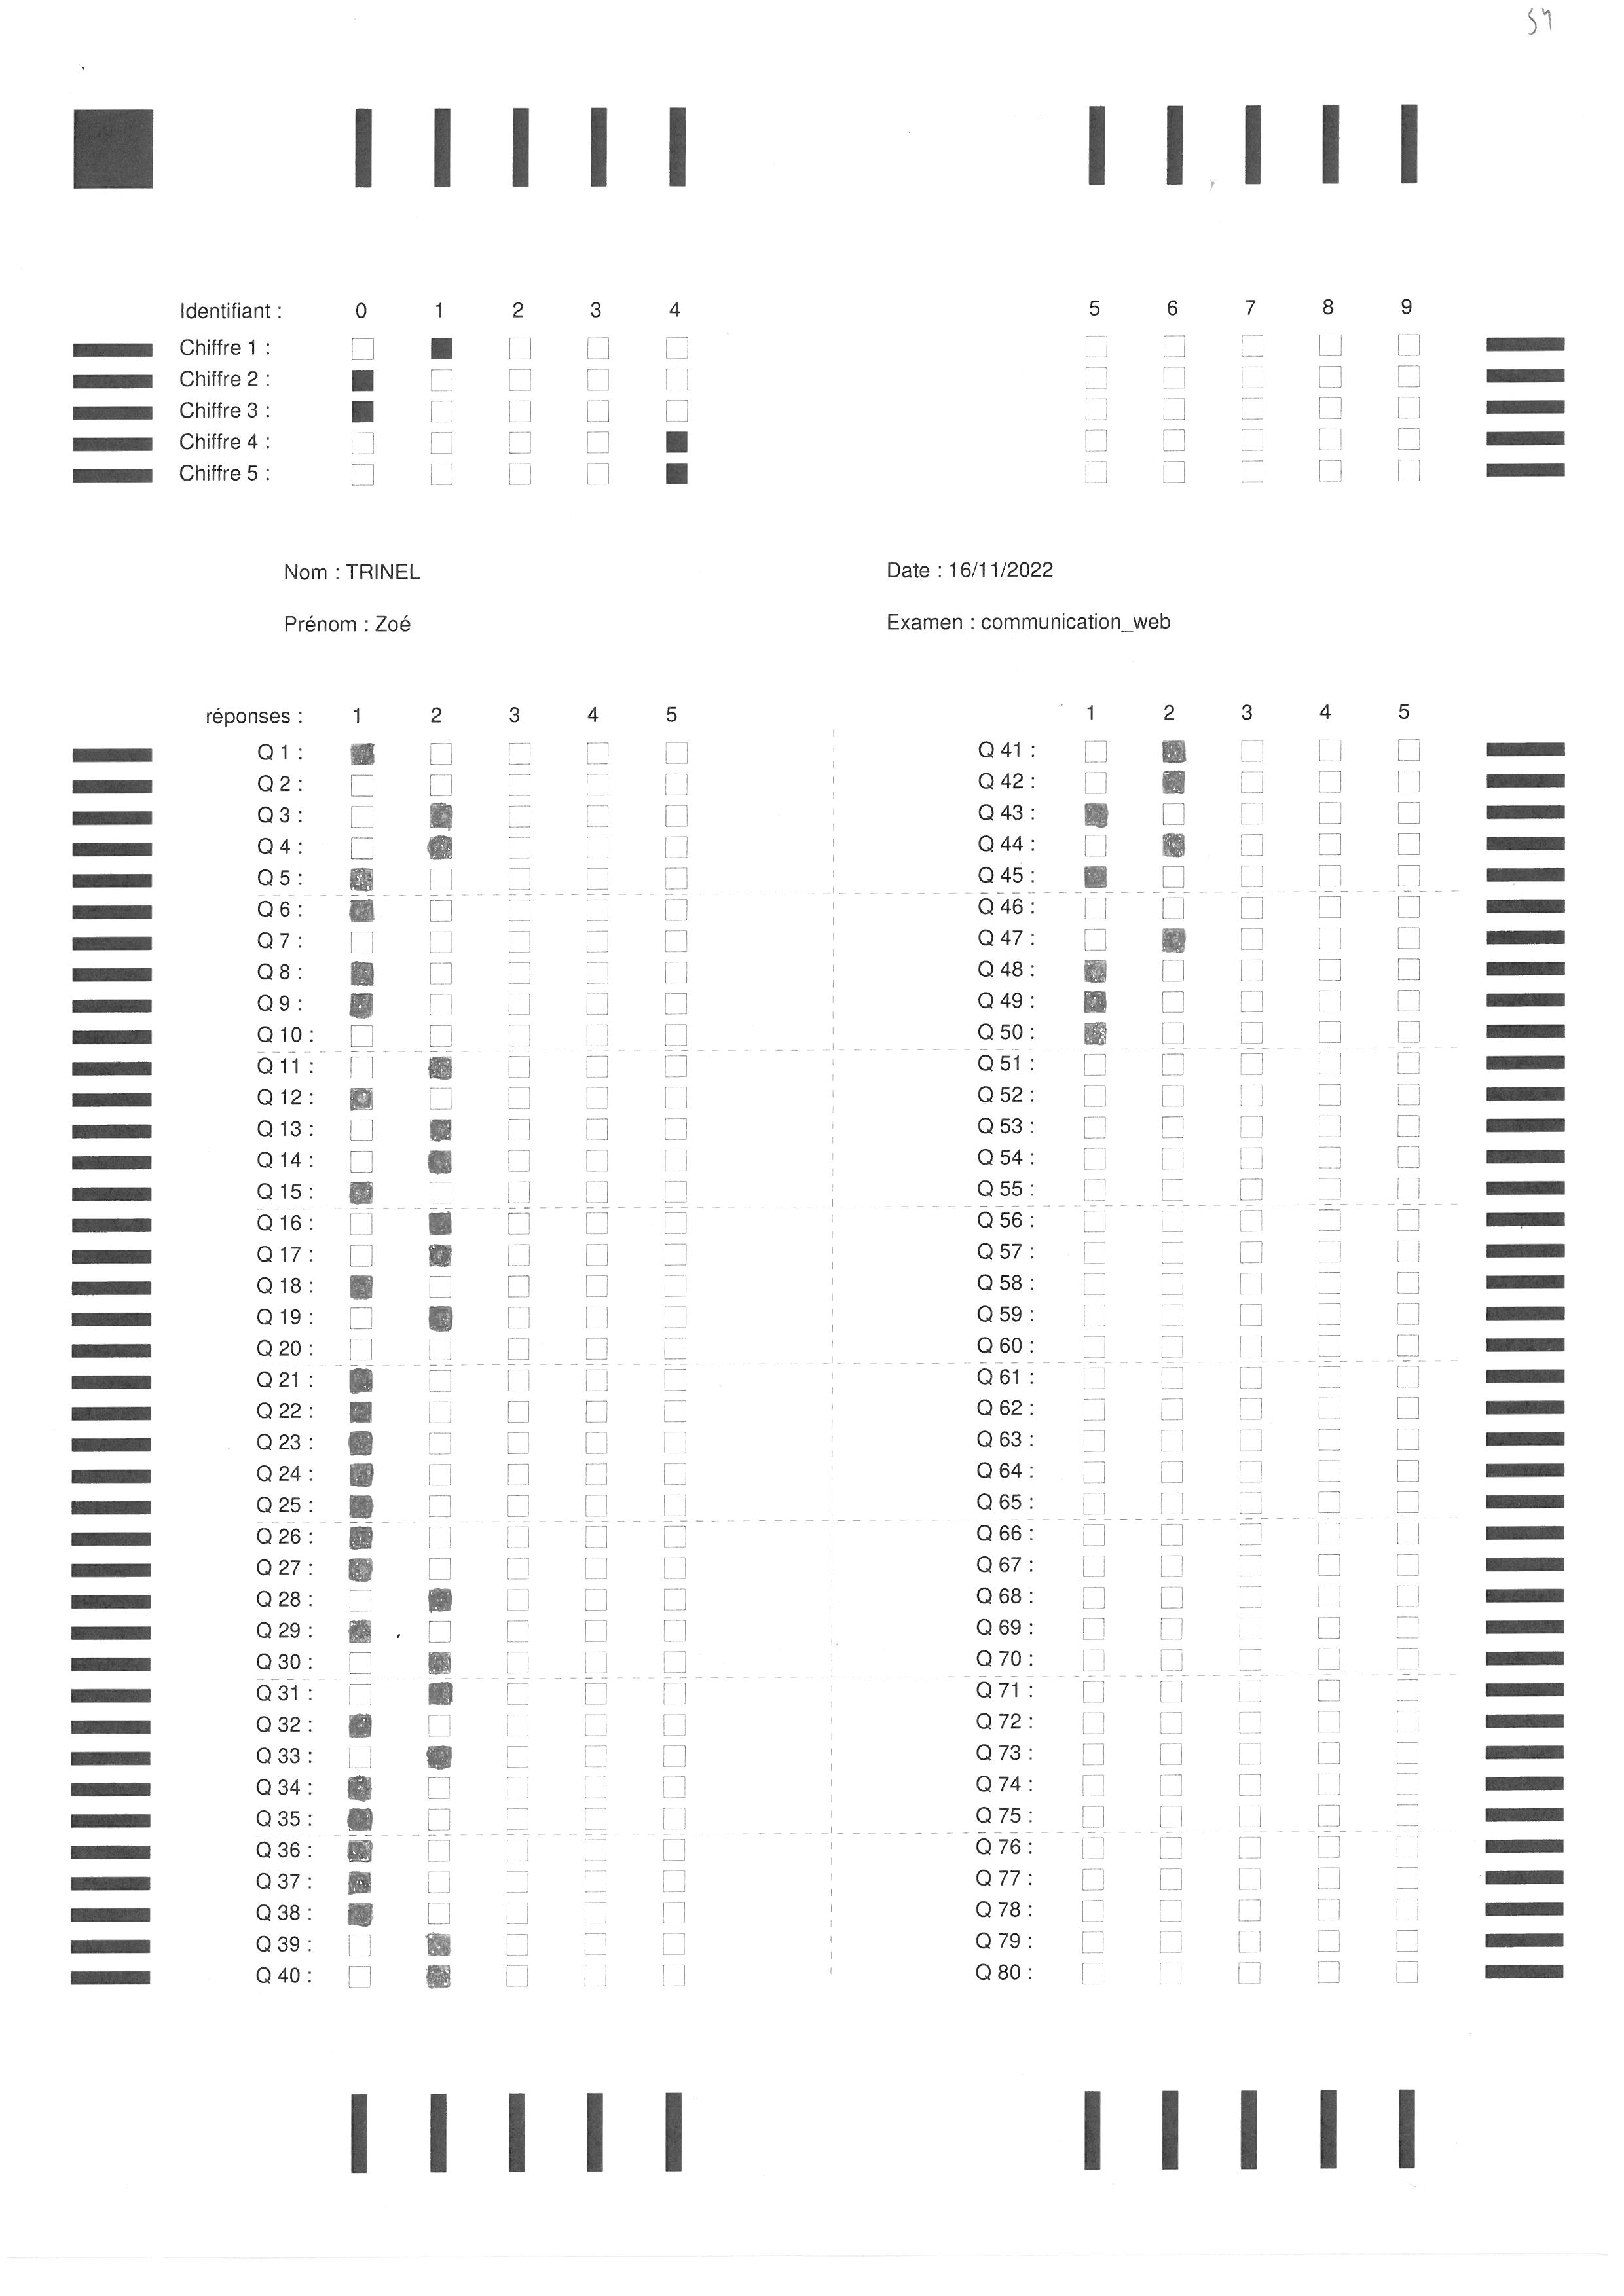 54
Identifiant : 0 1 2 3 4 5 6 7 8 9
Chiffre 1 :
Chiffre 2 :
Chiffre 3 :
Chiffre 4 :
Chiffre 5 :
Nom : TRINEL
Date : 16/11/2022
Prénom : Zoé
Examen : communication_web
réponses : 1 2 3 4 5
Q 1 :
Q 2 :
Q 3 :
Q 4 :
Q 5 :
Q 6 :
Q 7 :
Q 8 :
Q 9 :
Q 10 :
Q 11 :
Q 12 :
Q 13 :
Q 14 :
Q 15 :
Q 16 :
Q 17 :
Q 18 :
Q 19 :
Q 20 :
Q 21 :
Q 22 :
Q 23 :
Q 24 :
Q 25 :
Q 26 :
Q 27 :
Q 28 :
Q 29 :
Q 30 :
Q 31 :
Q 32 :
Q 33 :
Q 34 :
Q 35 :
Q 36 :
Q 37 :
Q 38 :
Q 39 :
Q 40 :
1 2 3 4 5
Q 41 :
Q 42 :
Q 43 :
Q 44 :
Q 45 :
Q 46 :
Q 47 :
Q 48 :
Q 49 :
Q 50 :
Q 51 :
Q 52 :
Q 53 :
Q 54 :
Q 55 :
Q 56 :
Q 57 :
Q 58 :
Q 59 :
Q 60 :
Q 61 :
Q 62 :
Q 63 :
Q 64 :
Q 65 :
Q 66 :
Q 67 :
Q 68 :
Q 69 :
Q 70 :
Q 71 :
Q 72 :
Q 73 :
Q 74 :
Q 75 :
Q 76 :
Q 77 :
Q 78 :
Q 79 :
Q 80 :